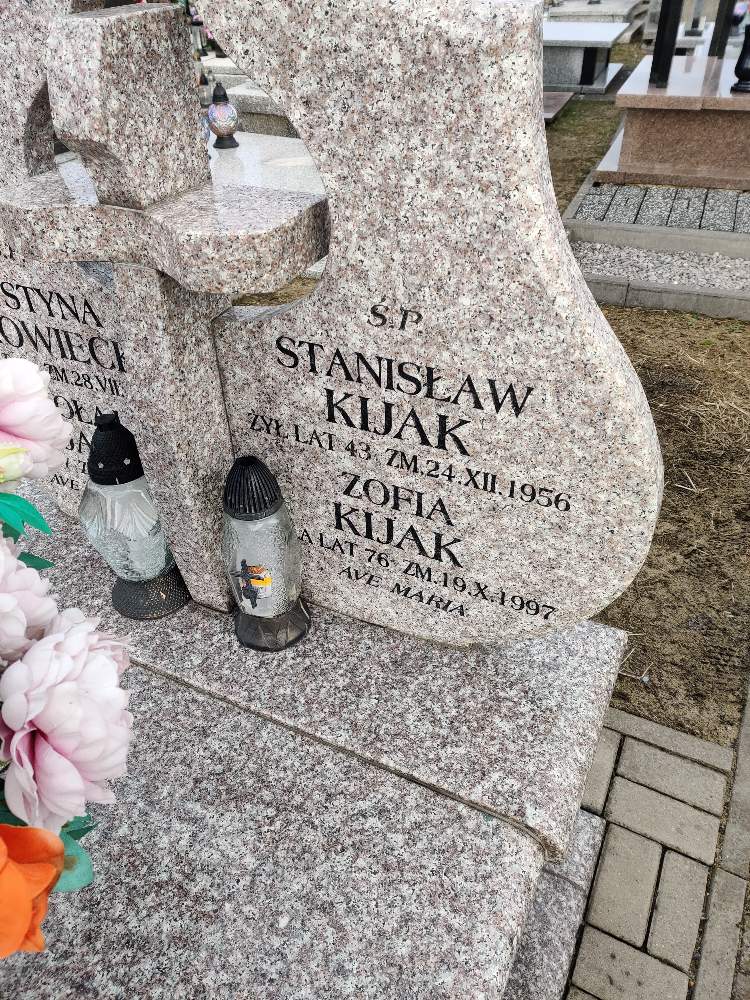 STYNA
OWIECK
ZM.28.VII.
AVE
Ś.P.
STANISŁAW
KIJAK
ŻYŁ LAT 43 ZM.24.XII.1956
ZOFIA
KIJAK
LAT 76 ZM.19.X.1997
AVE MARIA